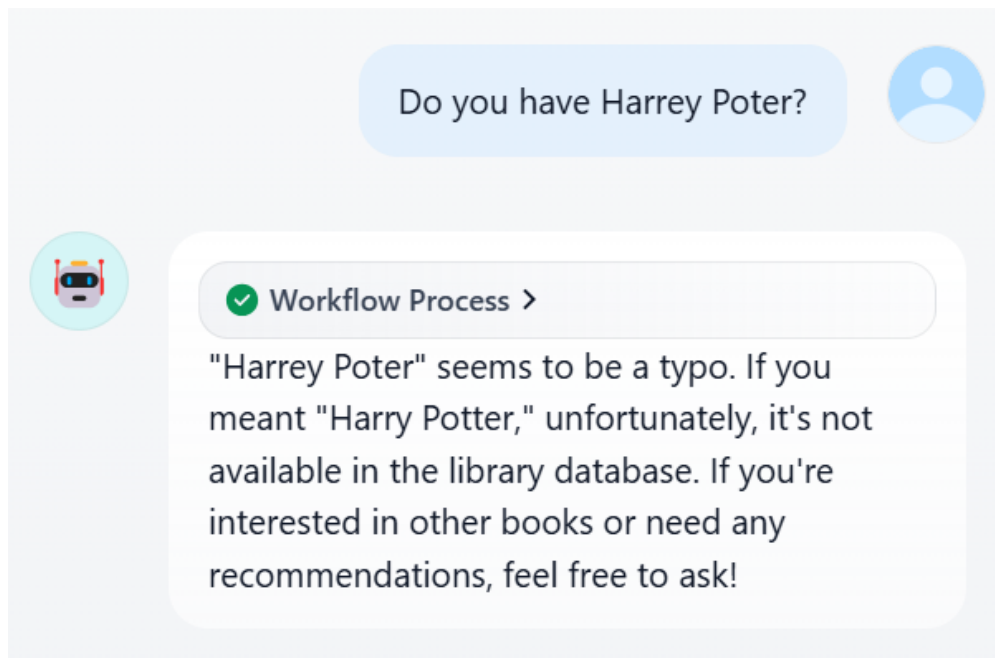 Do you have Harrey Poter?
Workflow Process >
"Harrey Poter" seems to be a typo. If you
meant "Harry Potter," unfortunately, it's not
available in the library database. If you're
interested in other books or need any
recommendations, feel free to ask!